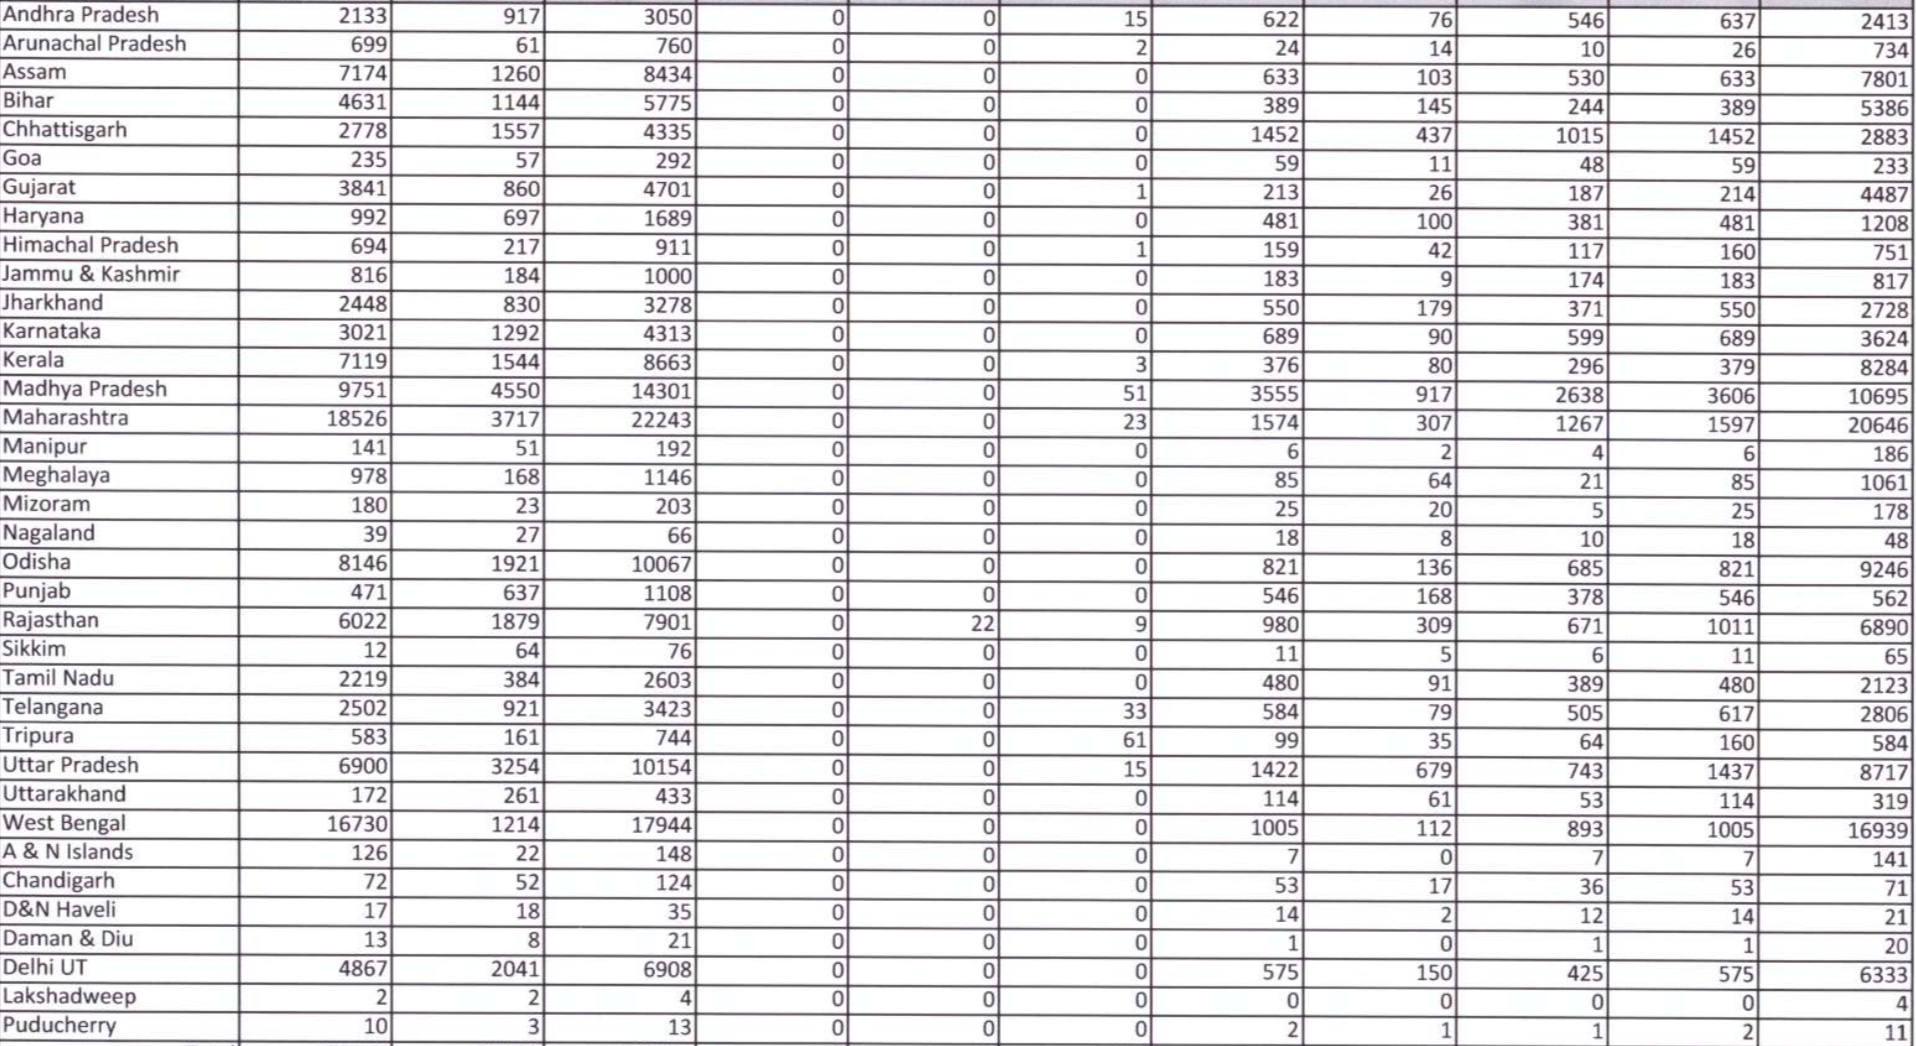 Andhra Pradesh 2133 917 3050 0 0 15 622 76 546 637 2413
Arunachal Pradesh 699 61 760 0 0 2 24 14 10 26 734
Assam 7174 1260 8434 0 0 0 633 103 530 633 7801
Bihar 4631 1144 5775 0 0 0 389 145 244 389 5386
Chhattisgarh 2778 1557 4335 0 0 0 1452 437 1015 1452 2883
Goa 235 57 292 0 0 0 59 11 48 59 233
Gujarat 3841 860 4701 0 0 1 213 26 187 214 4487
Haryana 992 697 1689 0 0 0 481 100 381 481 1208
Himachal Pradesh 694 217 911 0 0 1 159 42 117 160 751
Jammu & Kashmir 816 184 1000 0 0 0 183 9 174 183 817
Jharkhand 2448 830 3278 0 0 0 550 179 371 550 2728
Karnataka 3021 1292 4313 0 0 0 689 90 599 689 3624
Kerala 7119 1544 8663 0 0 3 376 80 296 379 8284
Madhya Pradesh 9751 4550 14301 0 0 51 3555 917 2638 3606 10695
Maharashtra 18526 3717 22243 0 0 23 1574 307 1267 1597 20646
Manipur 141 51 192 0 0 0 6 2 4 6 186
Meghalaya 978 168 1146 0 0 0 85 64 21 85 1061
Mizoram 180 23 203 0 0 0 25 20 5 25 178
Nagaland 39 27 66 0 0 0 18 8 10 18 48
Odisha 8146 1921 10067 0 0 0 821 136 685 821 9246
Punjab 471 637 1108 0 0 0 546 168 378 546 562
Rajasthan 6022 1879 7901 0 22 9 980 309 671 1011 6890
Sikkim 12 64 76 0 0 0 11 5 6 11 65
Tamil Nadu 2219 384 2603 0 0 0 480 91 389 480 2123
Telangana 2502 921 3423 0 0 33 584 79 505 617 2806
Tripura 583 161 744 0 0 61 99 35 64 160 584
Uttar Pradesh 6900 3254 10154 0 0 15 1422 679 743 1437 8717
Uttarakhand 172 261 433 0 0 0 114 61 53 114 319
West Bengal 16730 1214 17944 0 0 0 1005 112 893 1005 16939
A & N Islands 126 22 148 0 0 0 7 0 7 7 141
Chandigarh 72 52 124 0 0 0 53 17 36 53 71
D&N Haveli 17 18 35 0 0 0 14 2 12 14 21
Daman & Diu 13 8 21 0 0 0 1 0 1 1 20
Delhi UT 4867 2041 6908 0 0 0 575 150 425 575 6333
Lakshadweep 2 2 4 0 0 0 0 0 0 0 4
Puducherry 10 3 13 0 0 0 2 1 1 2 11